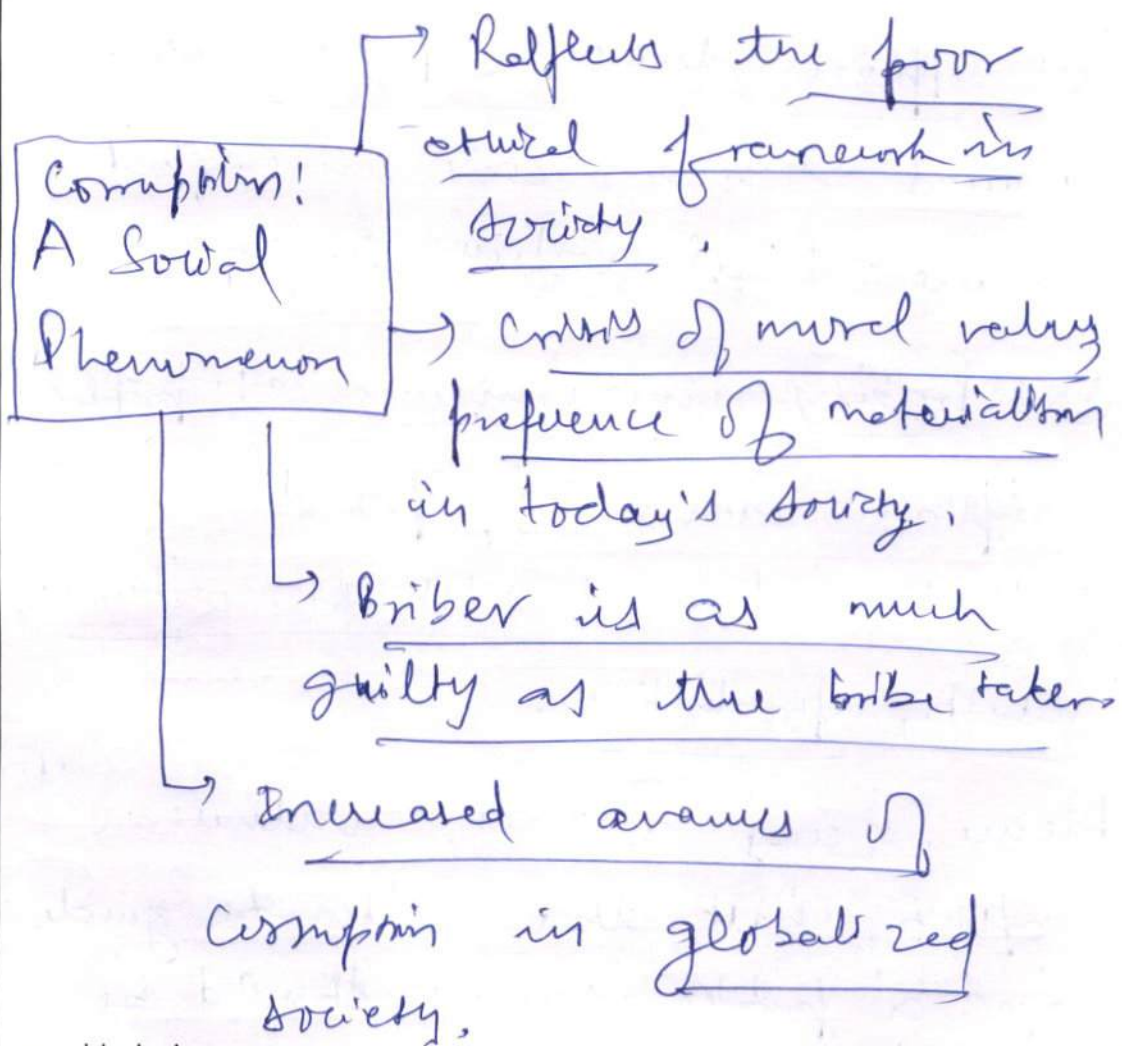 Corruption:
A Social
Phenomenon
Reflects the poor
ethical framework in
society.
Crisis of moral values
preference of materialism
in today's society.
Briber is as much
guilty as the bribe taker.
Increased avenues of
corruption in globalized
society.